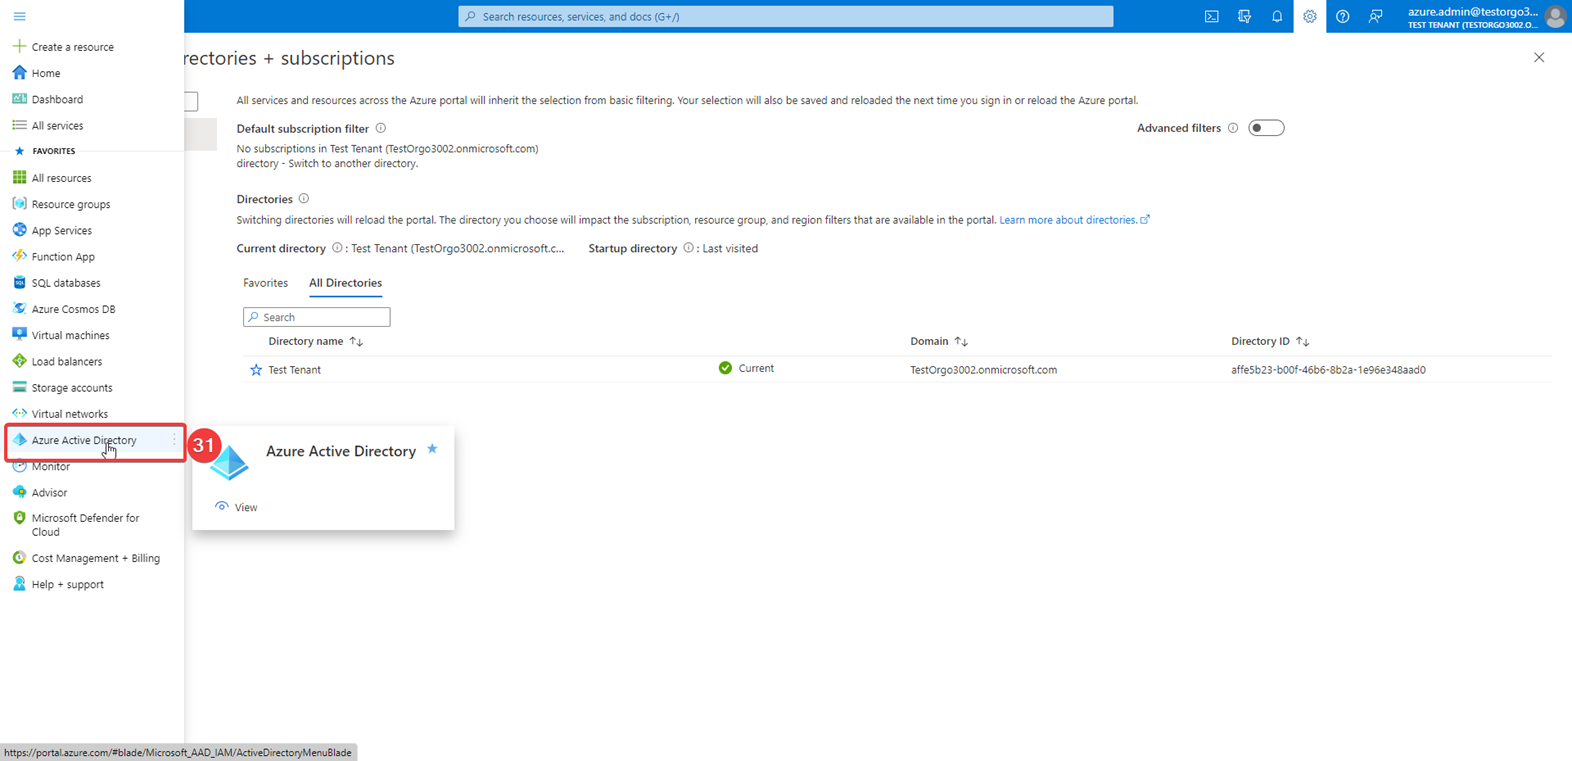 Search resources, services, and docs (G+/)
azure.admin@testorgo3...
TEST TENANT (TESTORGO3002.O...
Create a resource
Home
Dashboard
All services
FAVORITES
All resources
Resource groups
App Services
Function App
SQL databases
Azure Cosmos DB
Virtual machines
Load balancers
Storage accounts
Virtual networks
Azure Active Directory
Monitor
Advisor
Microsoft Defender for
Cloud
Cost Management + Billing
Help + support
31
Azure Active Directory
View
rectories + subscriptions
All services and resources across the Azure portal will inherit the selection from basic filtering. Your selection will also be saved and reloaded the next time you sign in or reload the Azure portal.
Default subscription filter
Advanced filters
No subscriptions in Test Tenant (TestOrgo3002.onmicrosoft.com)
directory - Switch to another directory.
Directories
Switching directories will reload the portal. The directory you choose will impact the subscription, resource group, and region filters that are available in the portal. Learn more about directories.
Current directory : Test Tenant (TestOrgo3002.onmicrosoft.c... Startup directory : Last visited
Favorites All Directories
Search
Directory name Domain Directory ID
Test Tenant Current TestOrgo3002.onmicrosoft.com affe5b23-b00f-46b6-8b2a-1e96e348aad0
https://portal.azure.com/#blade/Microsoft_AAD_IAM/ActiveDirectoryMenuBlade